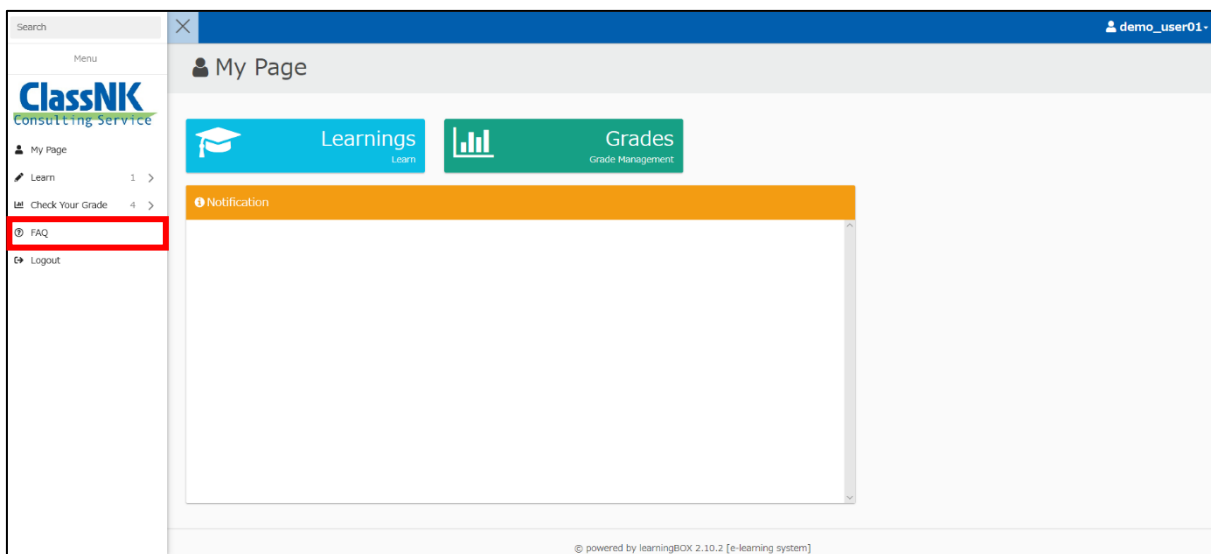 Search
demo_user01
Menu
My Page
ClassNK
Consulting Service
Learnings
Learn
Grades
Grade Management
My Page
Learn 1
Check Your Grade 4
Notification
FAQ
Logout
© powered by learningBOX 2.10.2 [e-learning system]